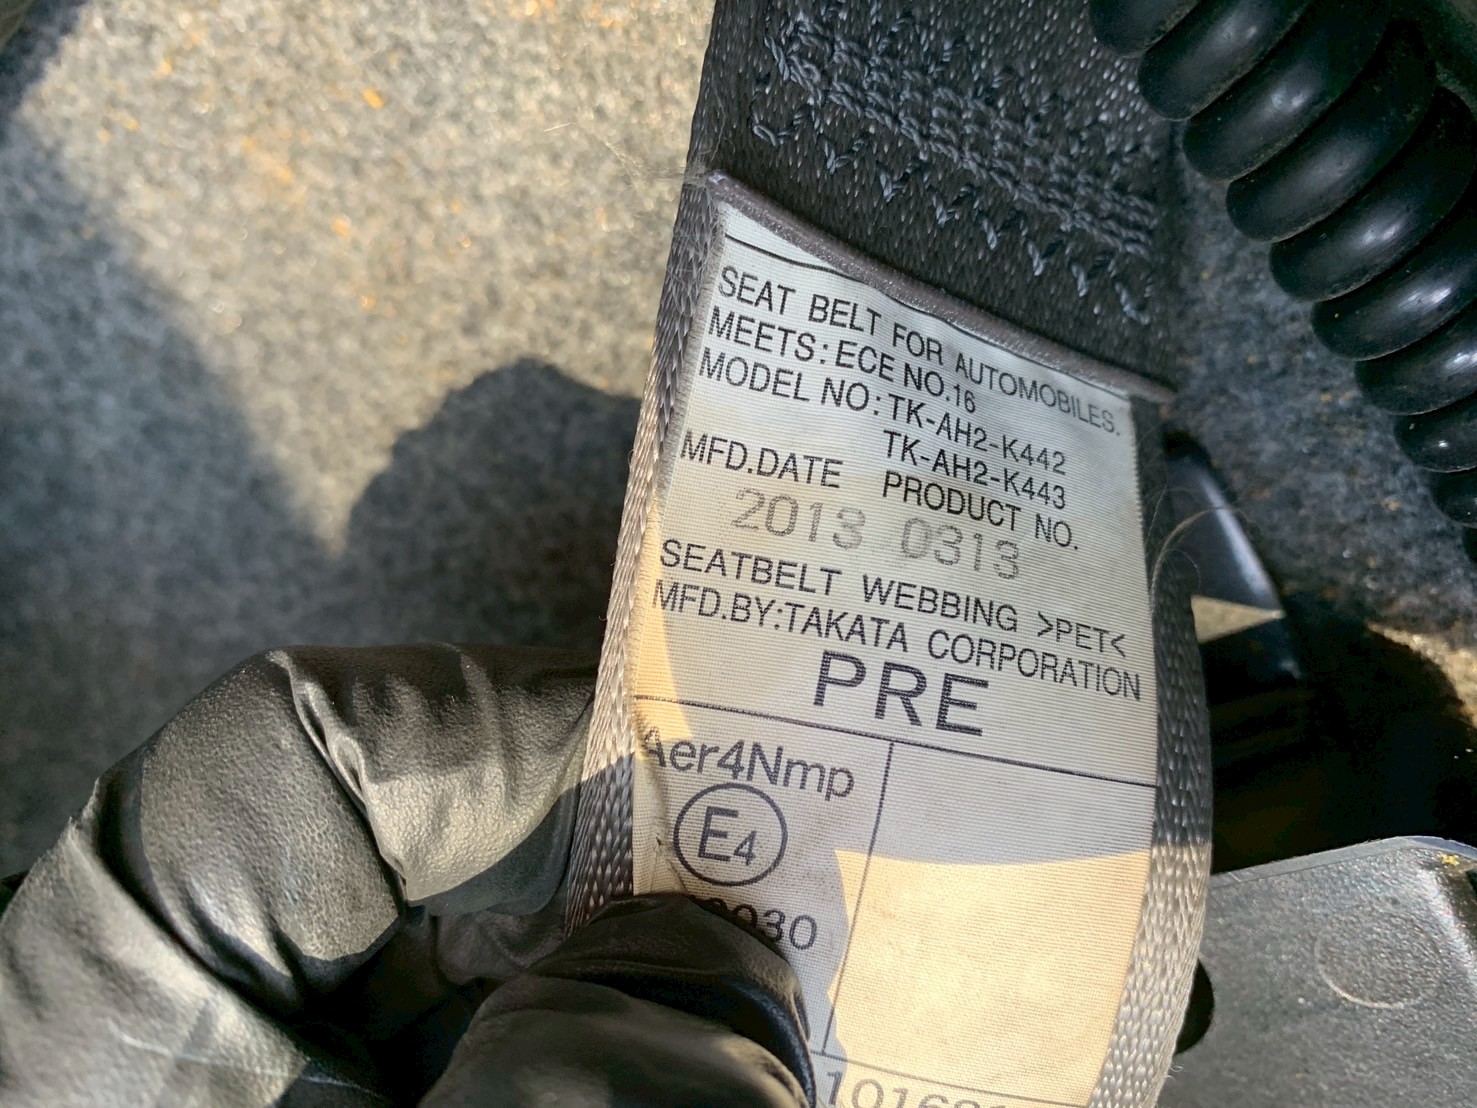 SEAT BELT FOR AUTOMOBILES.
MEETS: ECE NO.16
MODEL NO: TK-AH2-K442
TK-AH2-K443
MFD.DATE PRODUCT NO.
2013 0313
SEATBELT WEBBING >PET<
MFD.BY:TAKATA CORPORATION
PRE
Aer4Nmp
E4